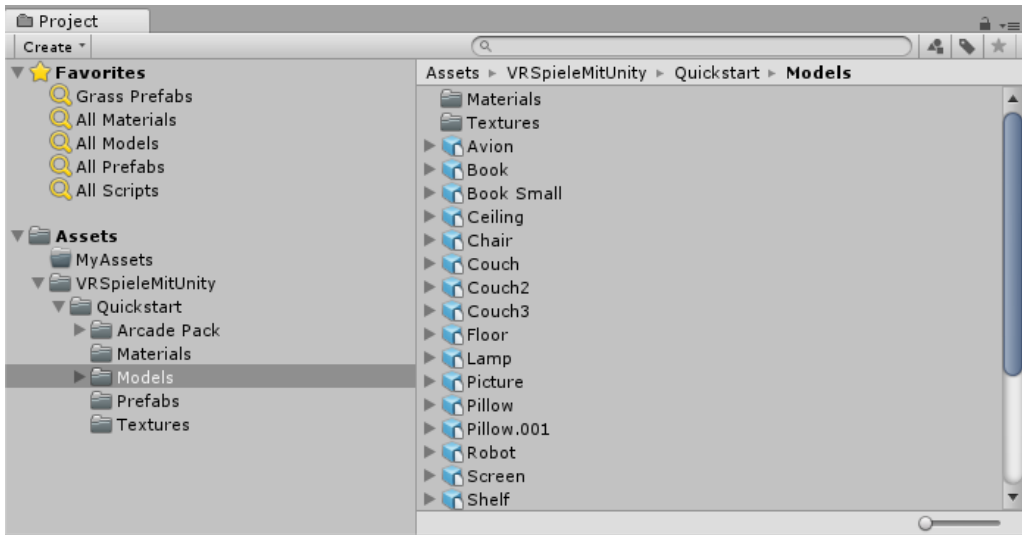 Project
Create
Favorites
Grass Prefabs
All Materials
All Models
All Prefabs
All Scripts
Assets
MyAssets
VRSpieleMitUnity
Quickstart
Arcade Pack
Materials
Models
Prefabs
Textures
Assets ▸ VRSpieleMitUnity ▸ Quickstart ▸ Models
Materials
Textures
Avion
Book
Book Small
Ceiling
Chair
Couch
Couch2
Couch3
Floor
Lamp
Picture
Pillow
Pillow.001
Robot
Screen
Shelf